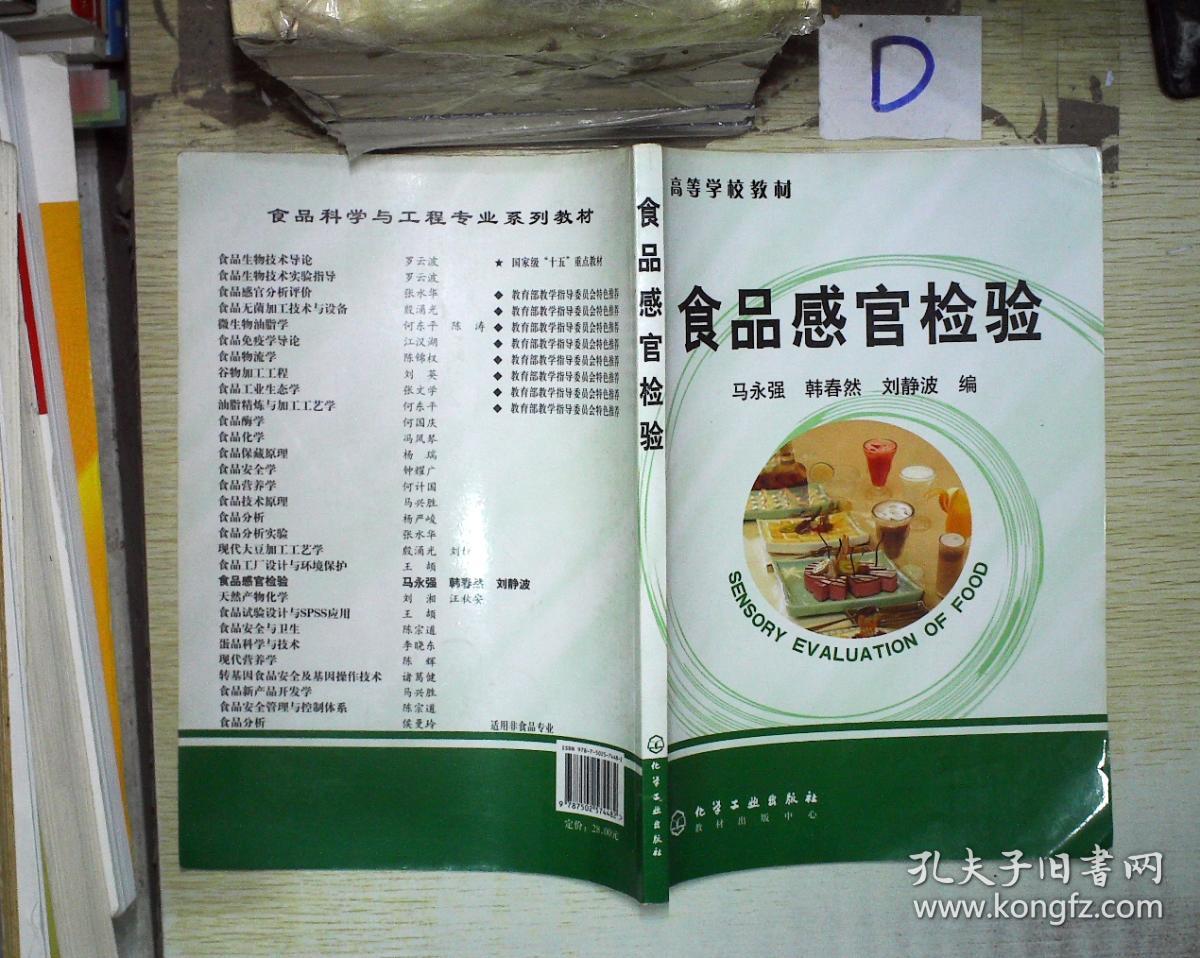 D
食品科学与工程专业系列教材
食品生物技术导论 罗云波 ★ 国家级“十五”重点教材
食品生物技术实验指导 罗云波
食品感官分析评价 张水华 ◆ 教育部教学指导委员会特色推荐
食品无菌加工技术与设备 殷涌光 ◆ 教育部教学指导委员会特色推荐
微生物油脂学 何东平 陈涛 ◆ 教育部教学指导委员会特色推荐
食品免疫学导论 江汉湖 ◆ 教育部教学指导委员会特色推荐
食品物流学 陈锦权 ◆ 教育部教学指导委员会特色推荐
谷物加工工程 刘英 ◆ 教育部教学指导委员会特色推荐
食品工业生态学 张文学 ◆ 教育部教学指导委员会特色推荐
油脂精炼与加工工艺学 何东平 ◆ 教育部教学指导委员会特色推荐
食品酶学 何国庆
食品化学 冯凤琴
食品保藏原理 杨瑞
食品安全学 钟耀广
食品营养学 何计国
食品技术原理 马兴胜
食品分析 杨严峻
食品分析实验 张水华
现代大豆加工工艺学 殷涌光
食品工厂设计与环境保护 王颉
食品感官检验 马永强 韩春然 刘静波
天然产物化学 刘湘 汪秋安
食品试验设计与SPSS应用 王颉
食品安全与卫生 陈宗道
蛋品科学与技术 李晓东
现代营养学 陈辉
转基因食品安全及基因操作技术 诸葛健
食品新产品开发学 马兴胜
食品安全管理与控制体系 陈宗道
食品分析 侯曼玲 适用非食品专业
ISBN 978-7-5025-7448-2
9 787502 574482 >
定价：28.00元
食品感官检验
化学工业出版社
高等学校教材
食品感官检验
马永强 韩春然 刘静波 编
SENSORY EVALUATION OF FOOD
化学工业出版社
教材出版中心
孔夫子旧书网
www.kongfz.com